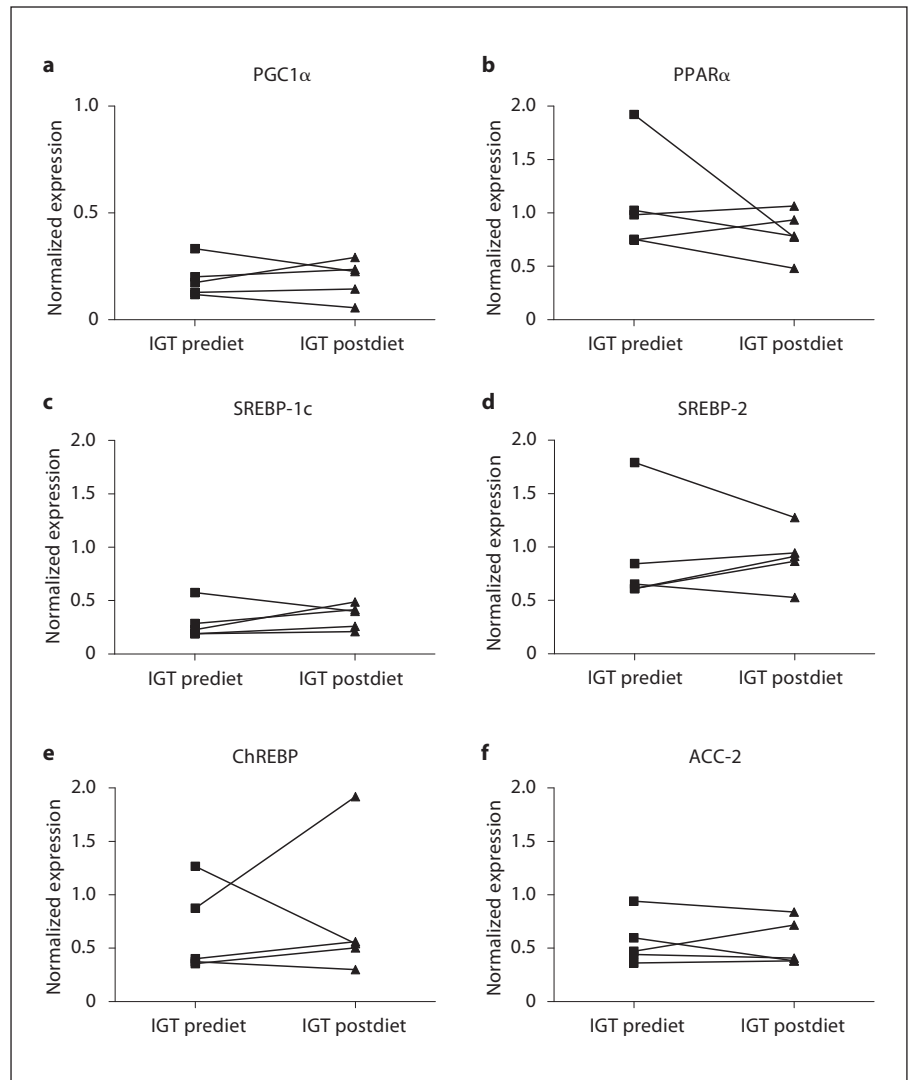 a
PGC1α
Normalized expression
1.0
0.5
0
IGT prediet
IGT postdiet
b
PPARα
Normalized expression
2.0
1.5
1.0
0.5
0
IGT prediet
IGT postdiet
c
SREBP-1c
Normalized expression
2.0
1.5
1.0
0.5
0
IGT prediet
IGT postdiet
d
SREBP-2
Normalized expression
2.0
1.5
1.0
0.5
0
IGT prediet
IGT postdiet
e
ChREBP
Normalized expression
2.0
1.5
1.0
0.5
0
IGT prediet
IGT postdiet
f
ACC-2
Normalized expression
2.0
1.5
1.0
0.5
0
IGT prediet
IGT postdiet